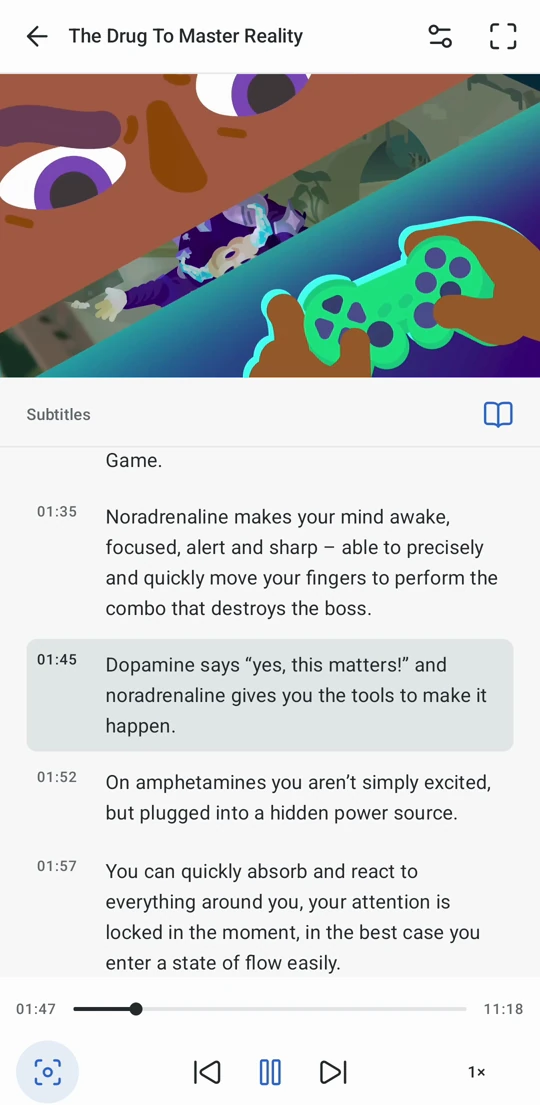 The Drug To Master Reality
Subtitles
Game.
01:35
Noradrenaline makes your mind awake,
focused, alert and sharp – able to precisely
and quickly move your fingers to perform the
combo that destroys the boss.
01:45
Dopamine says “yes, this matters!” and
noradrenaline gives you the tools to make it
happen.
01:52
On amphetamines you aren’t simply excited,
but plugged into a hidden power source.
01:57
You can quickly absorb and react to
everything around you, your attention is
locked in the moment, in the best case you
enter a state of flow easily.
01:47
11:18
1×